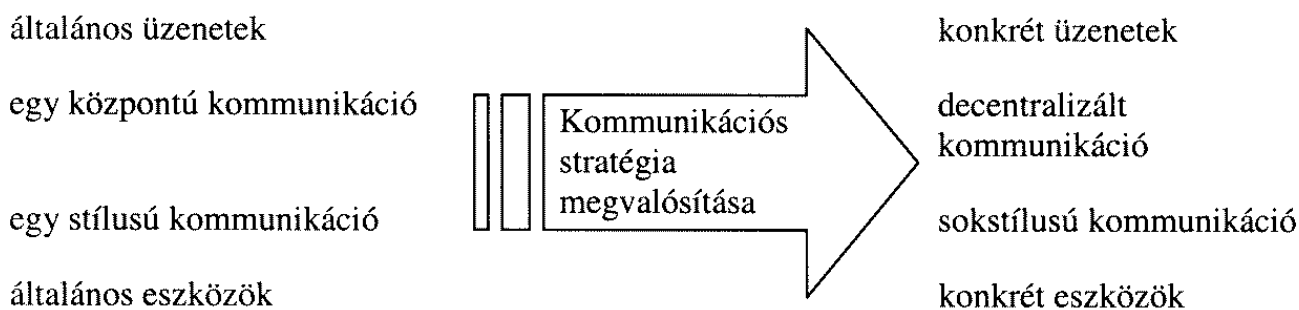 általános üzenetek
egy központú kommunikáció
egy stílusú kommunikáció
általános eszközök
Kommunikációs
stratégia
megvalósítása
konkrét üzenetek
decentralizált
kommunikáció
sokstílusú kommunikáció
konkrét eszközök